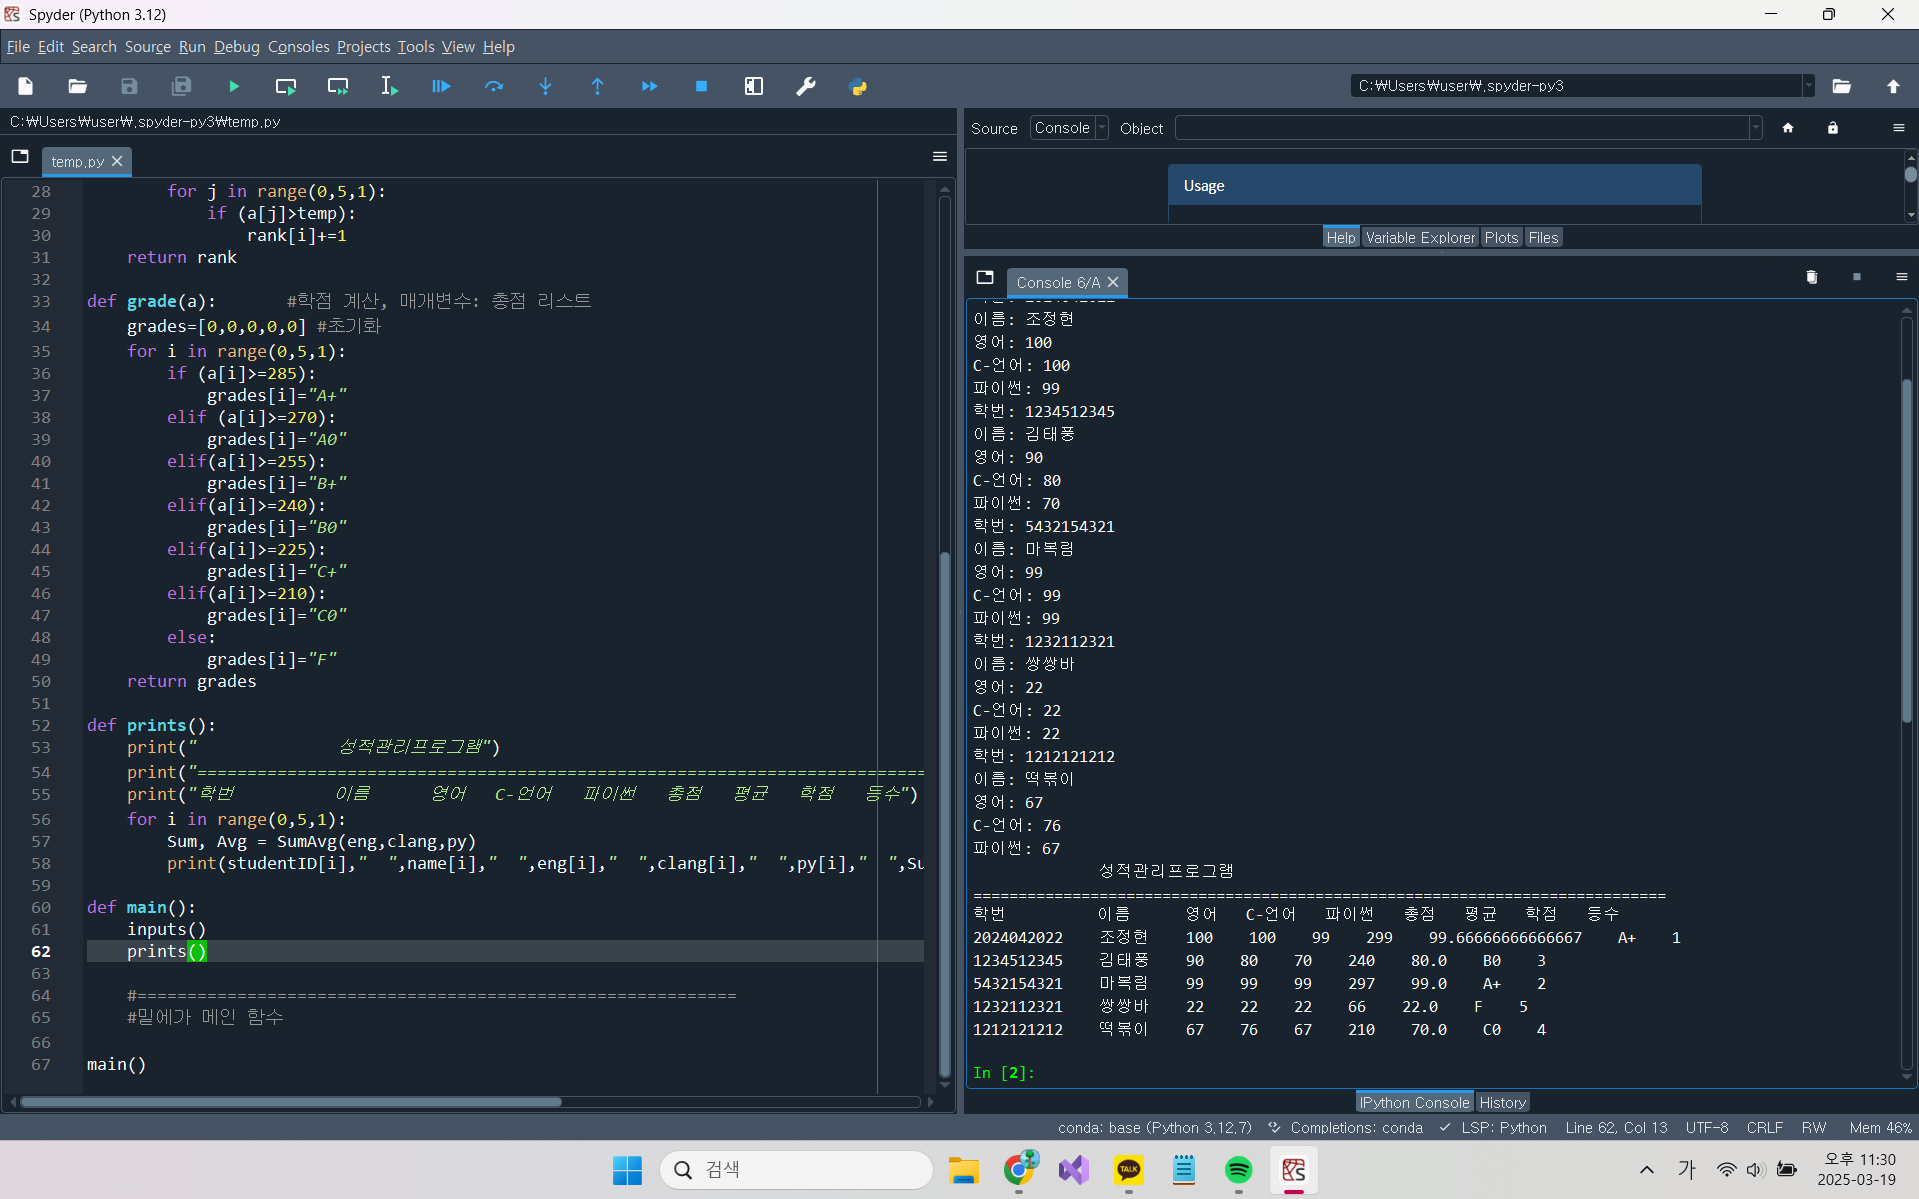 Spyder (Python 3.12)
File Edit Search Source Run Debug Consoles Projects Tools View Help
C:\Users\user\.spyder-py3
C:\Users\user\.spyder-py3\temp.py
temp.py
28 for j in range(0,5,1):
29 if (a[j]>temp):
30 rank[i]+=1
31 return rank
32
33 def grade(a): #학점 계산, 매개변수: 총점 리스트
34 grades=[0,0,0,0,0] #초기화
35 for i in range(0,5,1):
36 if (a[i]>=285):
37 grades[i]="A+"
38 elif (a[i]>=270):
39 grades[i]="A0"
40 elif(a[i]>=255):
41 grades[i]="B+"
42 elif(a[i]>=240):
43 grades[i]="B0"
44 elif(a[i]>=225):
45 grades[i]="C+"
46 elif(a[i]>=210):
47 grades[i]="C0"
48 else:
49 grades[i]="F"
50 return grades
51
52 def prints():
53 print(" 성적관리프로그램")
54 print("=========================================================================
55 print("학번 이름 영어 C-언어 파이썬 총점 평균 학점 등수")
56 for i in range(0,5,1):
57 Sum, Avg = SumAvg(eng,clang,py)
58 print(studentID[i]," ",name[i]," ",eng[i]," ",clang[i]," ",py[i]," ",Su
59
60 def main():
61 inputs()
62 prints()
63
64 #============================================================
65 #밑에가 메인 함수
66
67 main()
Source Console Object
Usage
Help Variable Explorer Plots Files
Console 6/A
이름: 조정현
영어: 100
C-언어: 100
파이썬: 99
학번: 1234512345
이름: 김태풍
영어: 90
C-언어: 80
파이썬: 70
학번: 5432154321
이름: 마복림
영어: 99
C-언어: 99
파이썬: 99
학번: 1232112321
이름: 쌍쌍바
영어: 22
C-언어: 22
파이썬: 22
학번: 1212121212
이름: 떡볶이
영어: 67
C-언어: 76
파이썬: 67
성적관리프로그램
=============================================================================
학번 이름 영어 C-언어 파이썬 총점 평균 학점 등수
2024042022 조정현 100 100 99 299 99.66666666666667 A+ 1
1234512345 김태풍 90 80 70 240 80.0 B0 3
5432154321 마복림 99 99 99 297 99.0 A+ 2
1232112321 쌍쌍바 22 22 22 66 22.0 F 5
1212121212 떡볶이 67 76 67 210 70.0 C0 4
In [2]:
IPython Console History
conda: base (Python 3.12.7) Completions: conda LSP: Python Line 62, Col 13 UTF-8 CRLF RW Mem 46%
검색
TALK
가
오후 11:30
2025-03-19